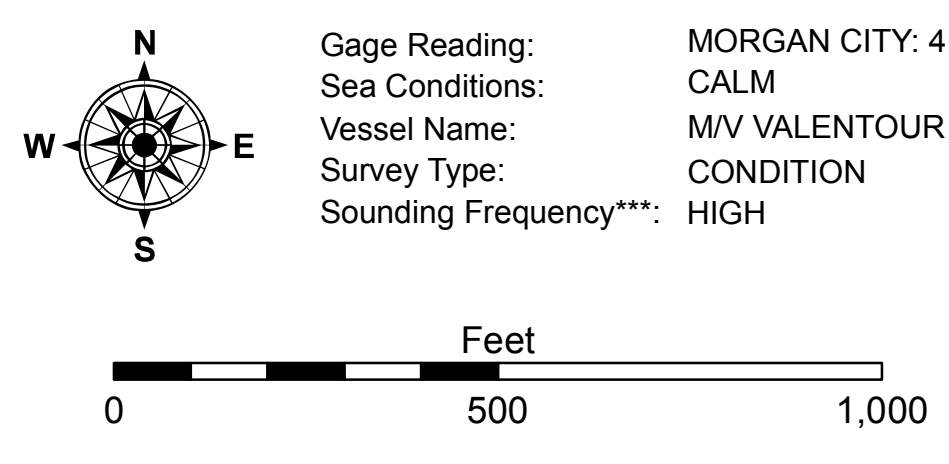 N
W E
S
Gage Reading: MORGAN CITY: 4
Sea Conditions: CALM
Vessel Name: M/V VALENTOUR
Survey Type: CONDITION
Sounding Frequency***: HIGH
Feet
0 500 1,000